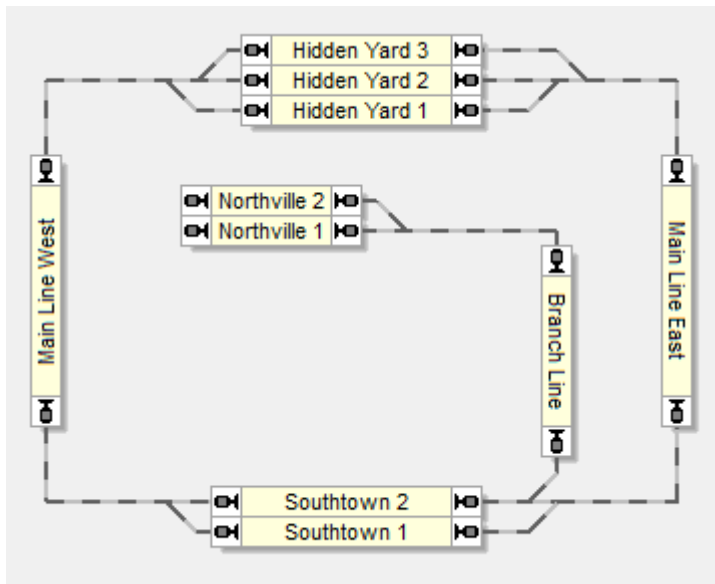 Hidden Yard 3
Hidden Yard 2
Hidden Yard 1
Northville 2
Northville 1
Main Line West
Main Line East
Branch Line
Southtown 2
Southtown 1